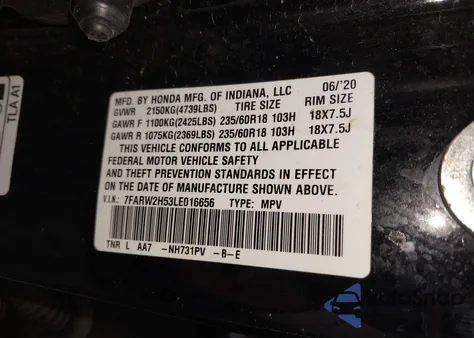 TLA A1
MFD. BY HONDA MFG. OF INDIANA, LLC 06/'20
GVWR 2150KG(4739LBS) TIRE SIZE RIM SIZE
GAWR F 1100KG(2425LBS) 235/60R18 103H 18X7.5J
GAWR R 1075KG(2369LBS) 235/60R18 103H 18X7.5J
THIS VEHICLE CONFORMS TO ALL APPLICABLE
FEDERAL MOTOR VEHICLE SAFETY
AND THEFT PREVENTION STANDARDS IN EFFECT
ON THE DATE OF MANUFACTURE SHOWN ABOVE.
V.I.N.: 7FARW2H53LE016656 TYPE: MPV
TNR L AA7 -NH731PV -B-E
AutoSnap